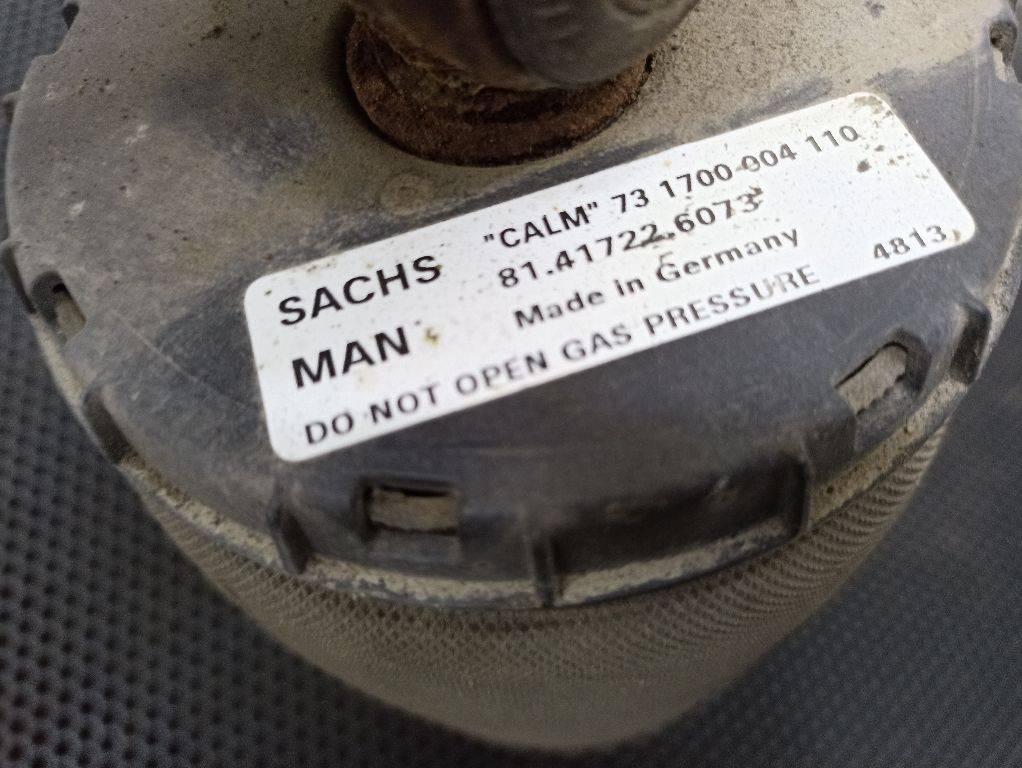 SACHS "CALM" 73 1700 004 110
MAN 81.41722.6073
Made in Germany
DO NOT OPEN GAS PRESSURE 4813